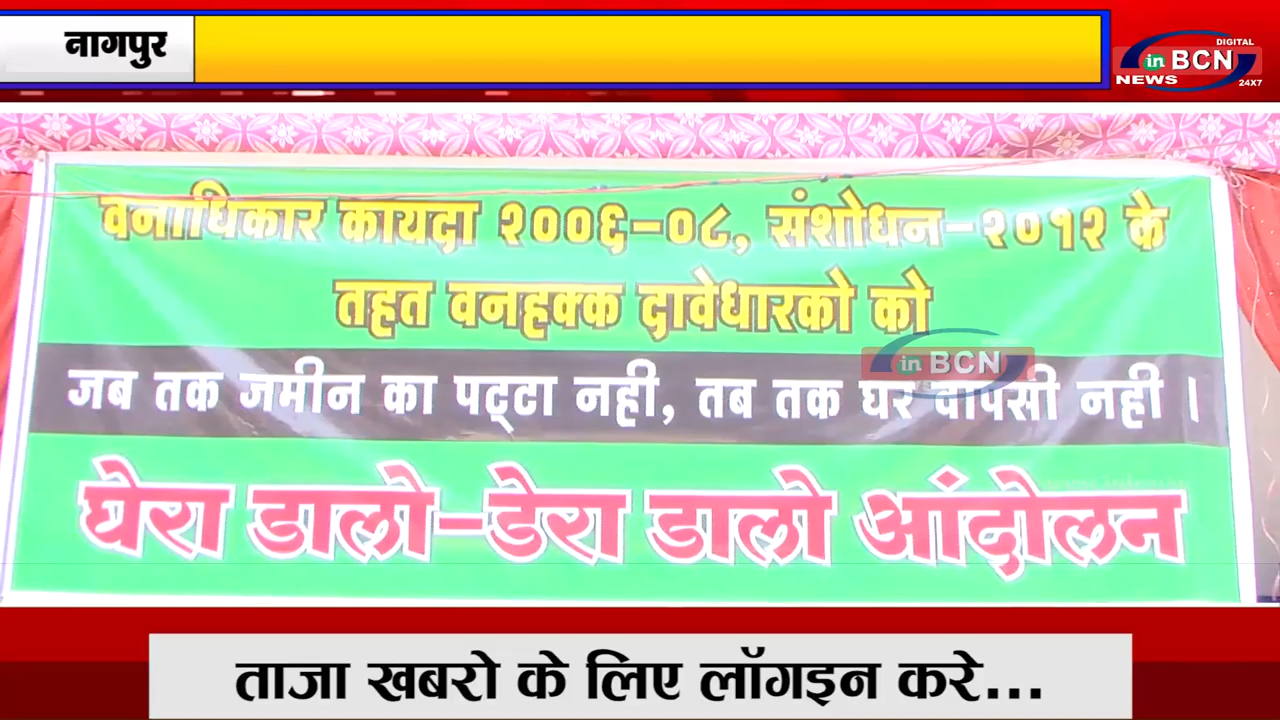 नागपुर
DIGITAL
in BCN
NEWS 24X7
वनाधिकार कायदा २००६-०८, संशोधन-२०१२ के
तहत वनहक्क दावेधारको को
in BCN
जब तक जमीन का पट्टा नही, तब तक घर वापसी नही ।
घेरा डालो-डेरा डालो आंदोलन
ताजा खबरो के लिए लॉगइन करे...